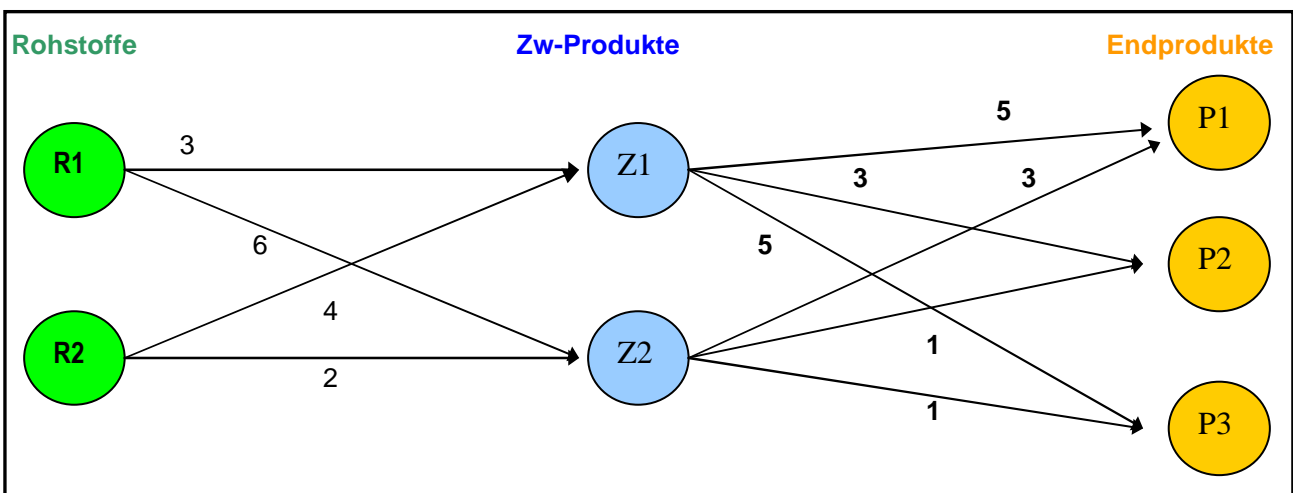 Rohstoffe Zw-Produkte Endprodukte
5 P1
3
R1 Z1 3 3
6 5 P2
4
R2 Z2 1
2
1 P3